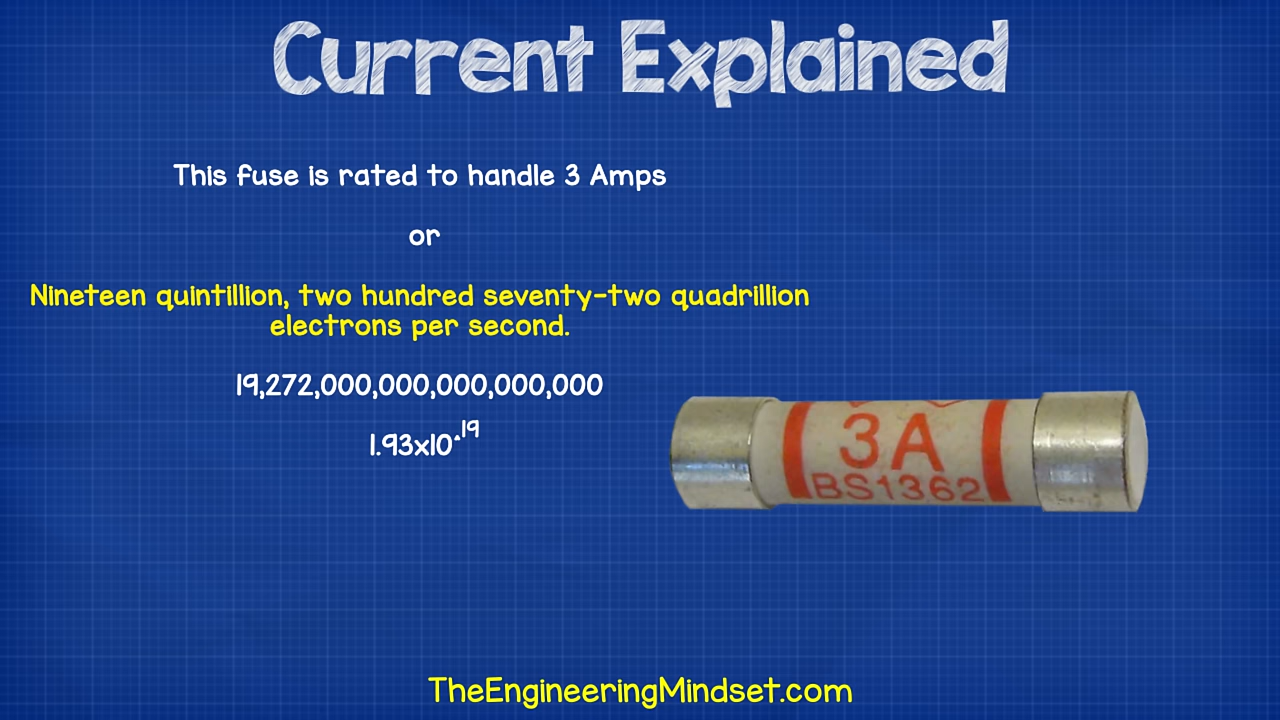 Current Explained
This fuse is rated to handle 3 Amps
or
Nineteen quintillion, two hundred seventy-two quadrillion
electrons per second.
19,272,000,000,000,000,000
1.93x10^19
3A
BS1362
TheEngineeringMindset.com